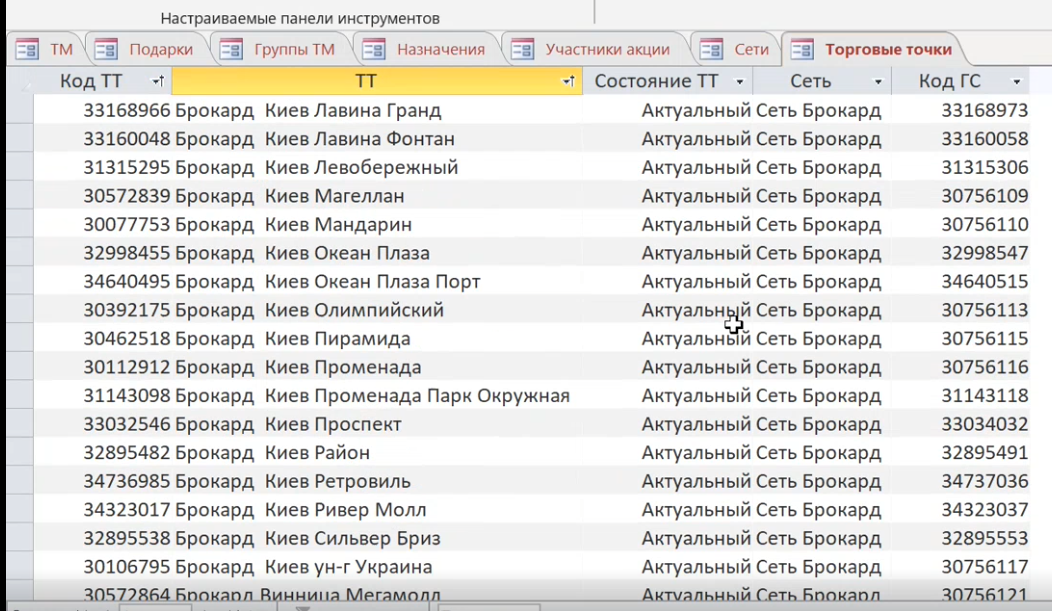 Настраиваемые панели инструментов
ТМ Подарки Группы ТМ Назначения Участники акции Сети Торговые точки
Код ТТ ТТ Состояние ТТ Сеть Код ГС
33168966 Брокард Киев Лавина Гранд Актуальный Сеть Брокард 33168973
33160048 Брокард Киев Лавина Фонтан Актуальный Сеть Брокард 33160058
31315295 Брокард Киев Левобережный Актуальный Сеть Брокард 31315306
30572839 Брокард Киев Магеллан Актуальный Сеть Брокард 30756109
30077753 Брокард Киев Мандарин Актуальный Сеть Брокард 30756110
32998455 Брокард Киев Океан Плаза Актуальный Сеть Брокард 32998547
34640495 Брокард Киев Океан Плаза Порт Актуальный Сеть Брокард 34640515
30392175 Брокард Киев Олимпийский Актуальный Сеть Брокард 30756113
30462518 Брокард Киев Пирамида Актуальный Сеть Брокард 30756115
30112912 Брокард Киев Променада Актуальный Сеть Брокард 30756116
31143098 Брокард Киев Променада Парк Окружная Актуальный Сеть Брокард 31143118
33032546 Брокард Киев Проспект Актуальный Сеть Брокард 33034032
32895482 Брокард Киев Район Актуальный Сеть Брокард 32895491
34736985 Брокард Киев Ретровиль Актуальный Сеть Брокард 34737036
34323017 Брокард Киев Ривер Молл Актуальный Сеть Брокард 34323037
32895538 Брокард Киев Сильвер Бриз Актуальный Сеть Брокард 32895553
30106795 Брокард Киев ун-г Украина Актуальный Сеть Брокард 30756117
30572864 Брокард Винница Мегамолл Актуальный Сеть Брокард 30756121